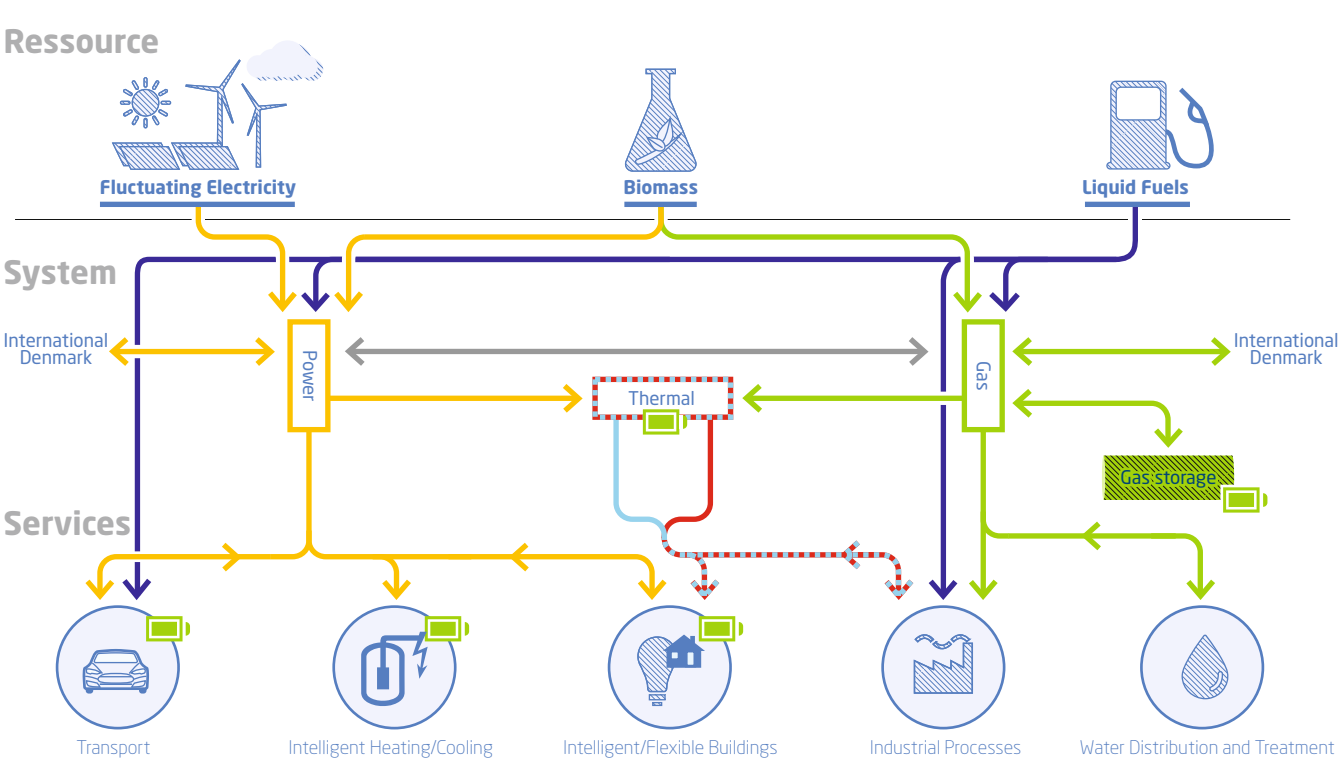 Ressource
Fluctuating Electricity
Biomass
Liquid Fuels
System
International
Denmark
Power
Gas
International
Denmark
Thermal
Gas storage
Services
Transport
Intelligent Heating/Cooling
Intelligent/Flexible Buildings
Industrial Processes
Water Distribution and Treatment